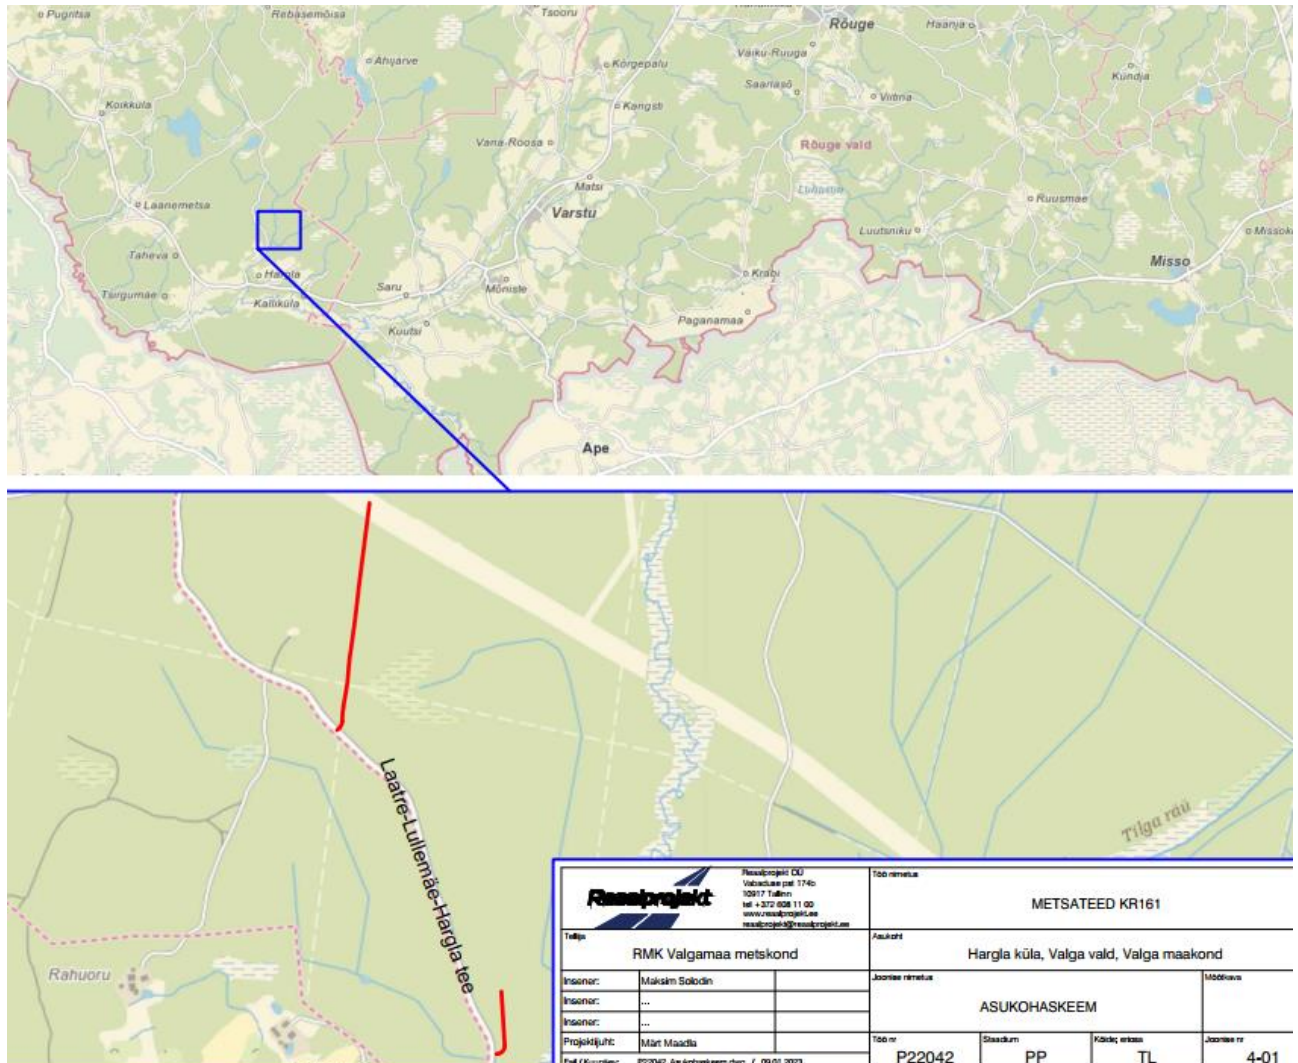 Pugritsa
Rebasemõisa
Tsooru
Rõuge
Haanja
Ähijärve
Korgepalu
Vaiku-Ruuga
Saariasõ
Kündja
Koikküla
Kangsti
Viitina
Vana-Roosa
Rõuge vald
Matsi
Laanemetsa
Varstu
Ruusmäe
Luutsniku
Missok
Taheva
Hargla
Misso
Tsirgumäe
Saru
Mõniste
Krabi
Kalliküla
Kuutsi
Paganamaa
Ape
Laatre-Lullemäe-Hargla tee
Tilga räü
Rahuoru
Reaalprojekt
Reaalprojekt OÜ
Vabaduse pst 174b
10917 Tallinn
tel +372 608 11 00
www.reaalprojekt.ee
reaalprojekt@reaalprojekt.ee
Töö nimetus
METSATEED KR161
Tellija
RMK Valgamaa metskond
Asukoht
Hargla küla, Valga vald, Valga maakond
Insener: Maksim Solodin
Insener: ...
Insener: ...
Joonise nimetus
ASUKOHASKEEM
Mõõtkava
Projektijuht: Märt Maadla
Töö nr
P22042
Staadium
PP
Köide; eriosa
TL
Joonise nr
4-01